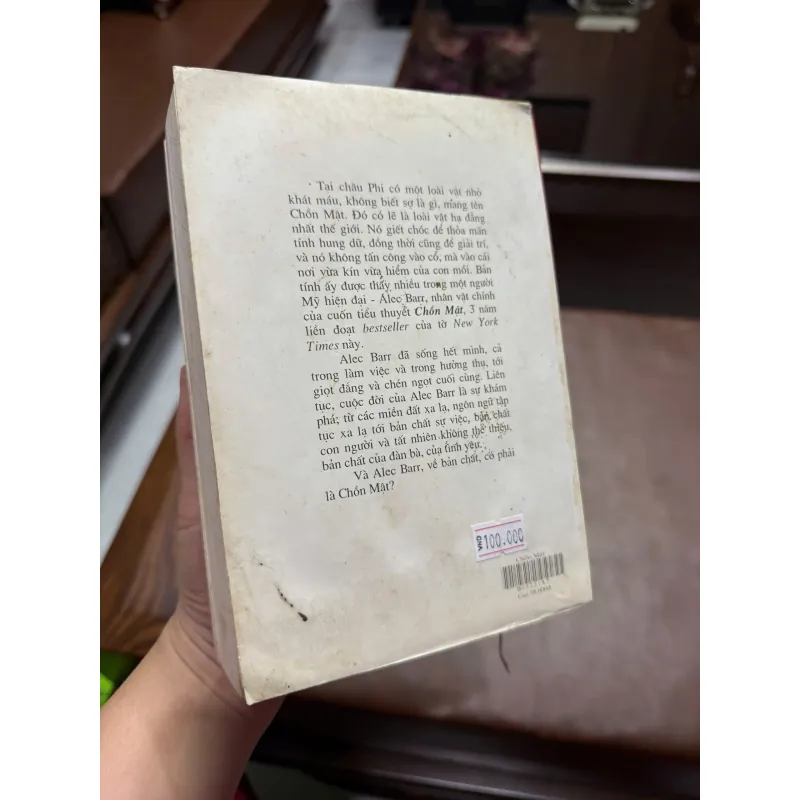 Tại châu Phi có một loài vật nhỏ
khát máu, không biết sợ là gì, mang tên
Chồn Mật. Đó có lẽ là loài vật hạ đẳng
nhất thế giới. Nó giết chóc để thỏa mãn
tính hung dữ, đồng thời cũng để giải trí,
và nó không tấn công vào cổ, mà vào cái
nơi vừa kín vừa hiểm của con mồi. Bản
tính ấy được thấy nhiều trong một người
Mỹ hiện đại - Alec Barr, nhân vật chính
của cuốn tiểu thuyết Chồn Mật, 3 năm
liền đoạt bestseller của tờ New York
Times này.
Alec Barr đã sống hết mình, cả
trong làm việc và trong hưởng thụ, tới
giọt đắng và chén ngọt cuối cùng. Liên
tục, cuộc đời của Alec Barr là sự khám
phá; từ các miền đất xa lạ, ngôn ngữ tập
tục xa lạ tới bản chất sự việc, bản chất
con người và tất nhiên không thể thiếu,
bản chất của đàn bà, của tình yêu.
Và Alec Barr, về bản chất, có phải
là Chồn Mật?
VND 100.000
Chồn Mật